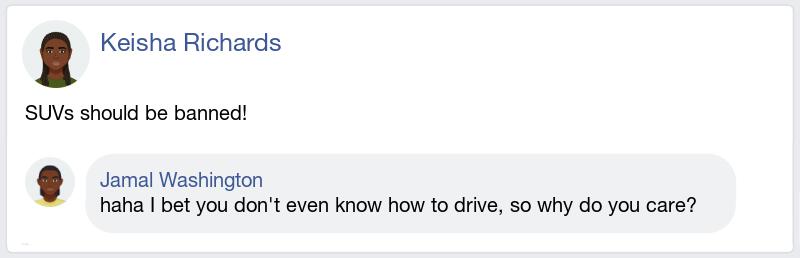 Keisha Richards
SUVs should be banned!
Jamal Washington
haha I bet you don't even know how to drive, so why do you care?